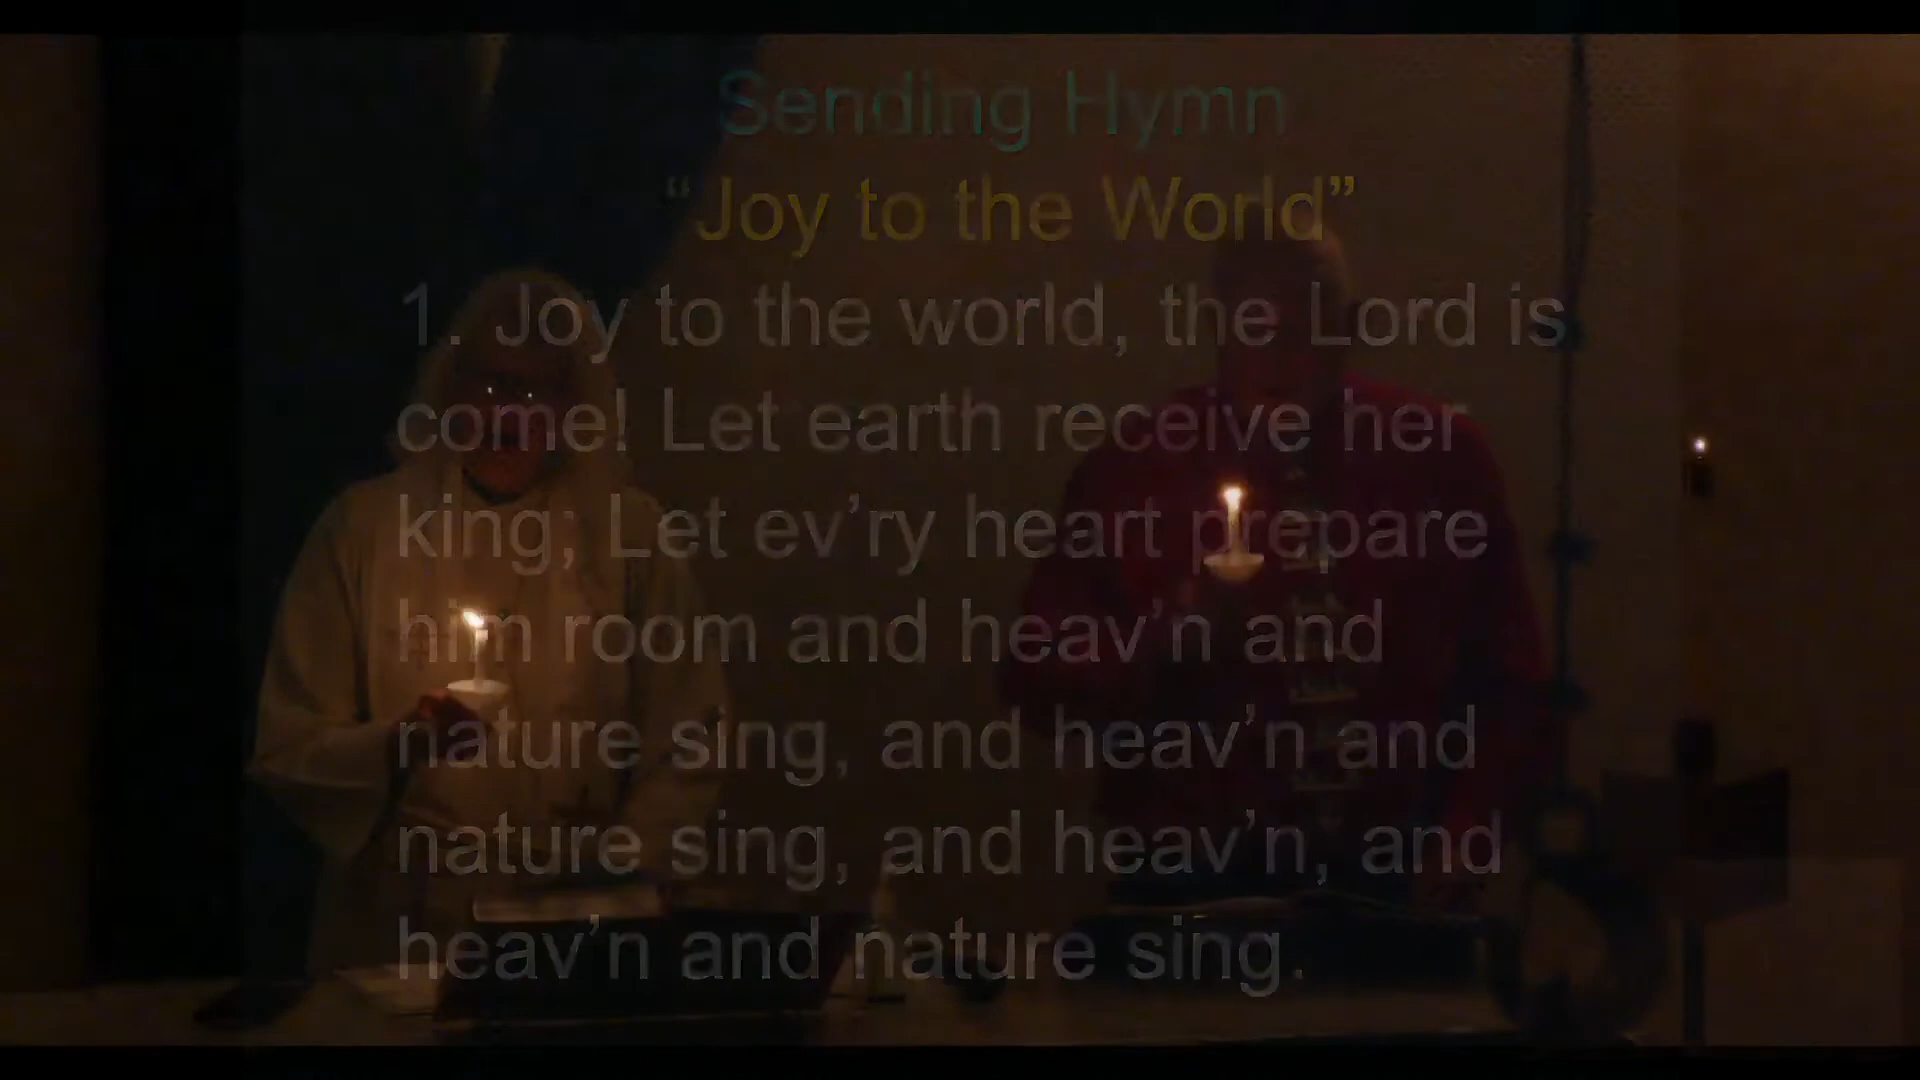 Sending Hymn
“Joy to the World”
1. Joy to the world, the Lord is
come! Let earth receive her
king; Let ev’ry heart prepare
him room and heav’n and
nature sing, and heav’n and
nature sing, and heav’n, and
heav’n and nature sing.